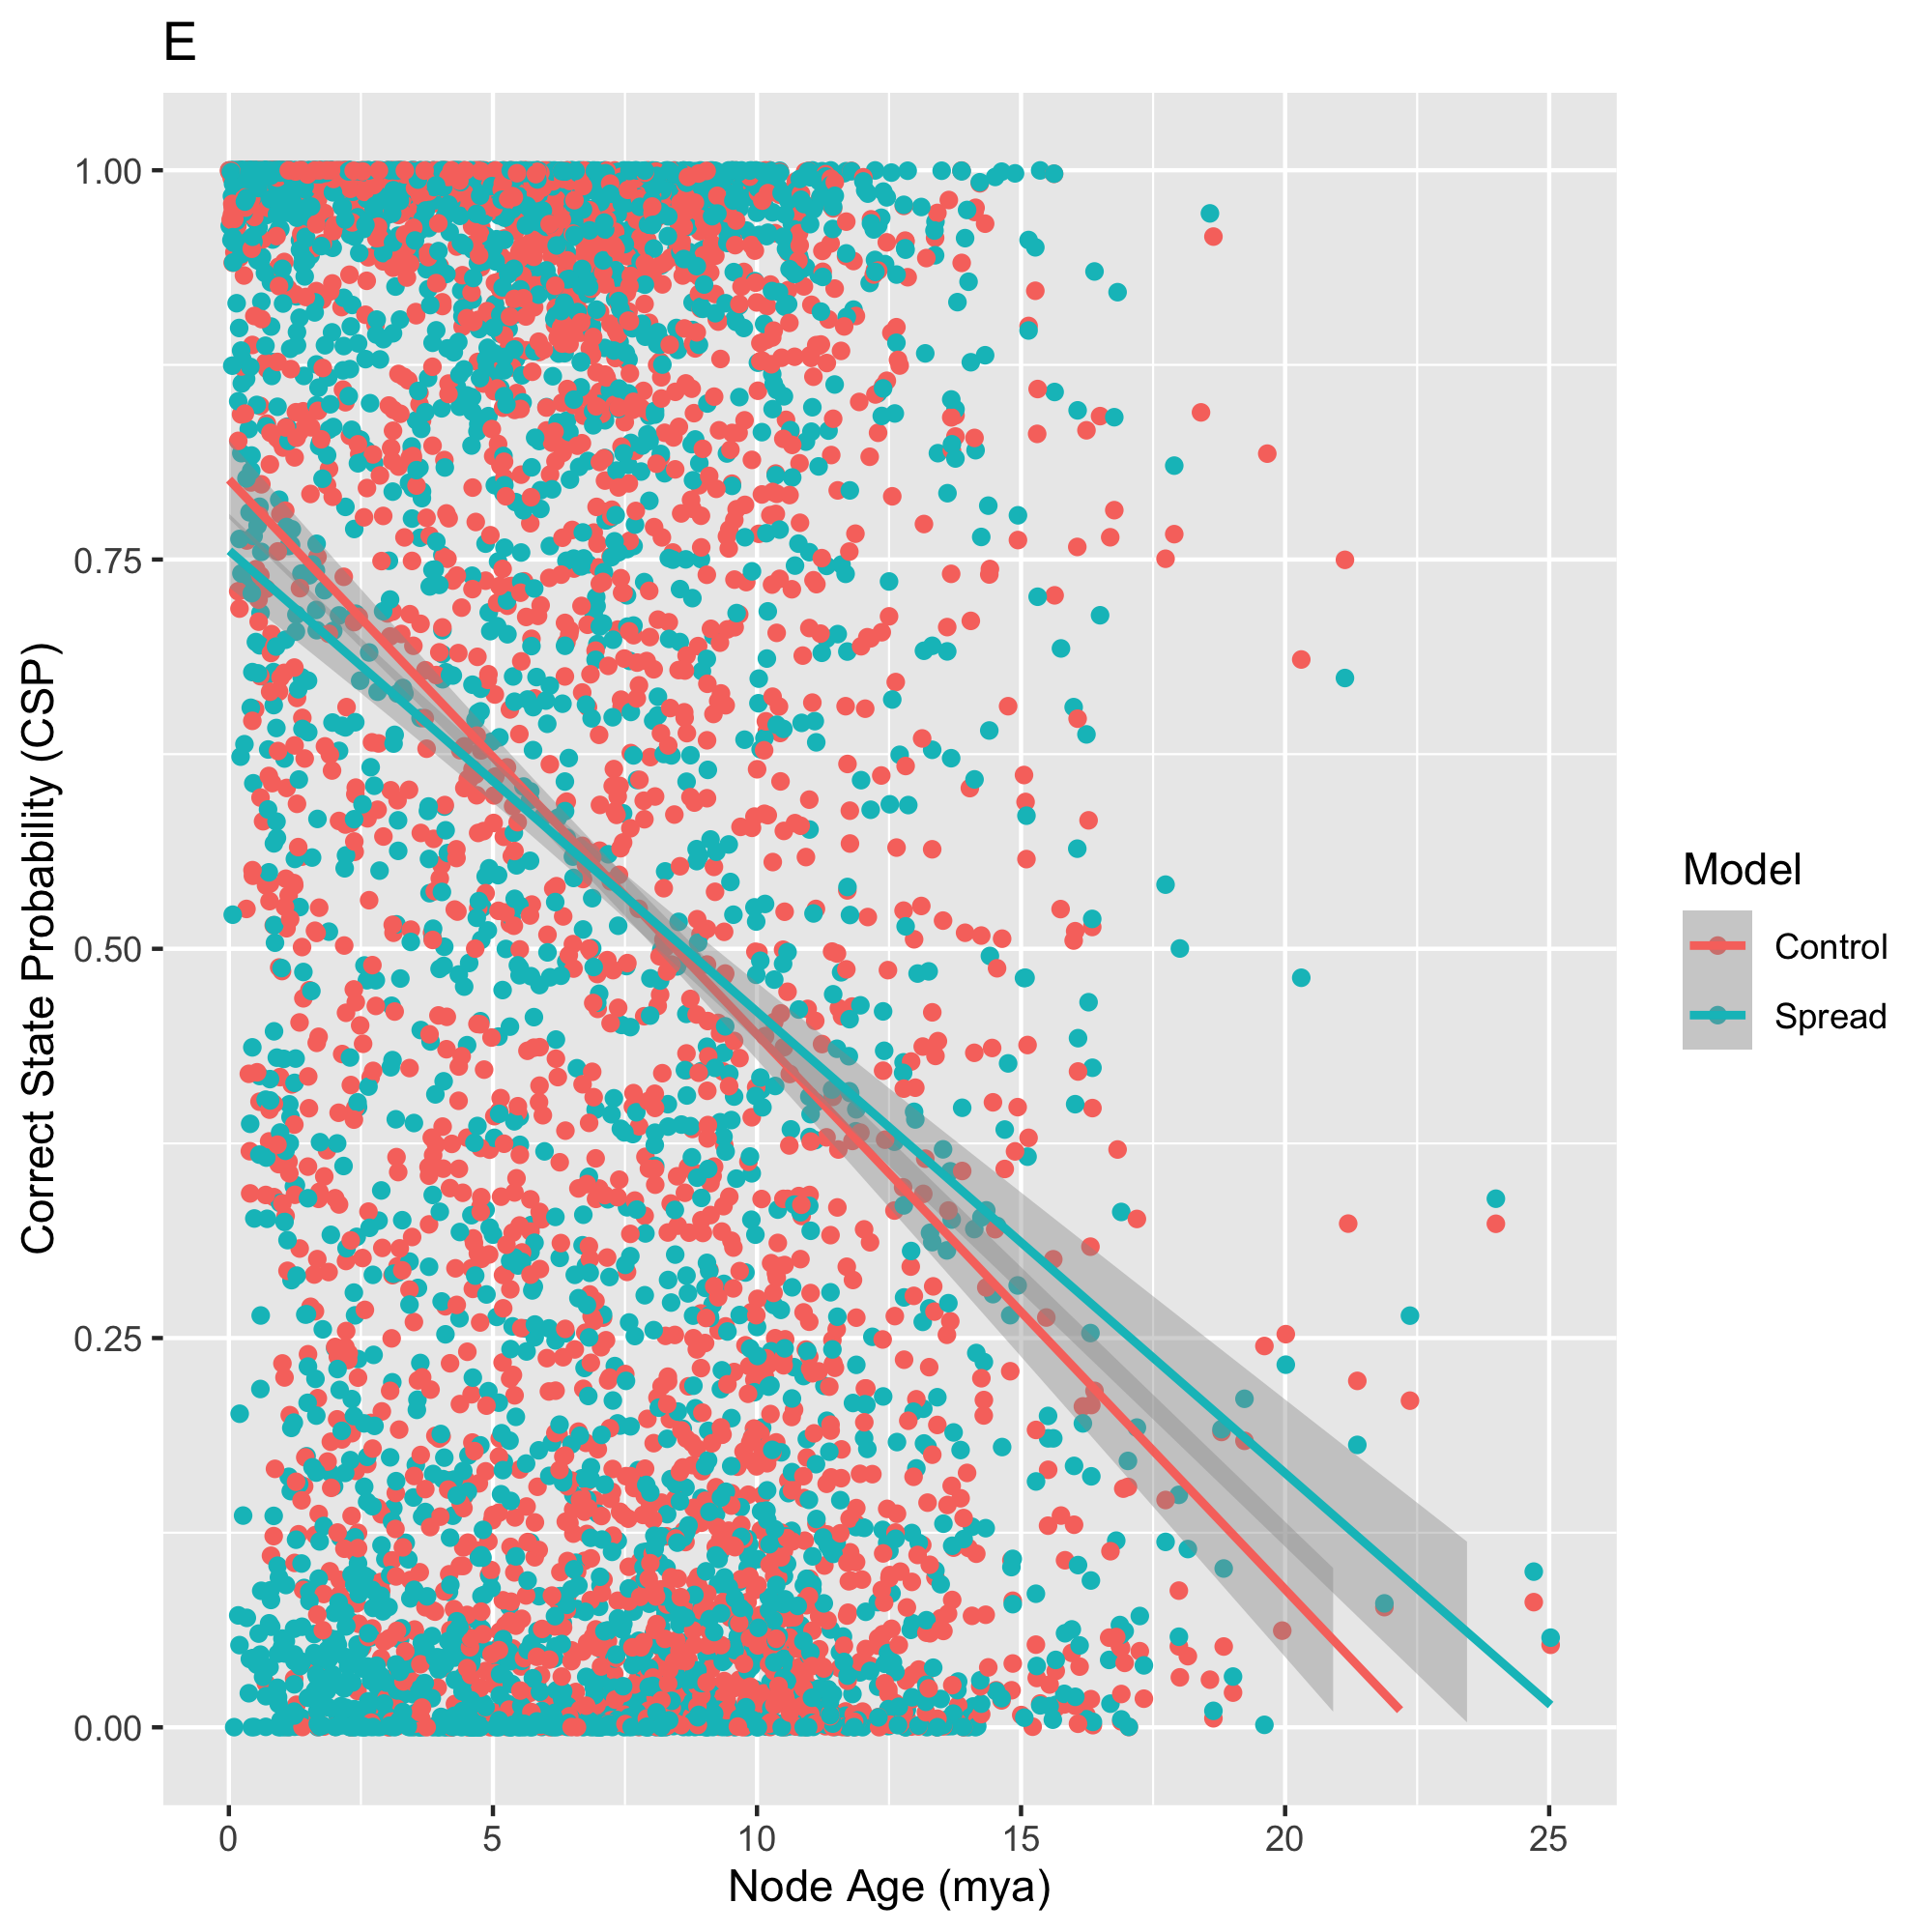 E
1.00
0.75
0.50
0.25
0.00
Correct State Probability (CSP)
0 5 10 15 20 25
Node Age (mya)
Model
Control
Spread